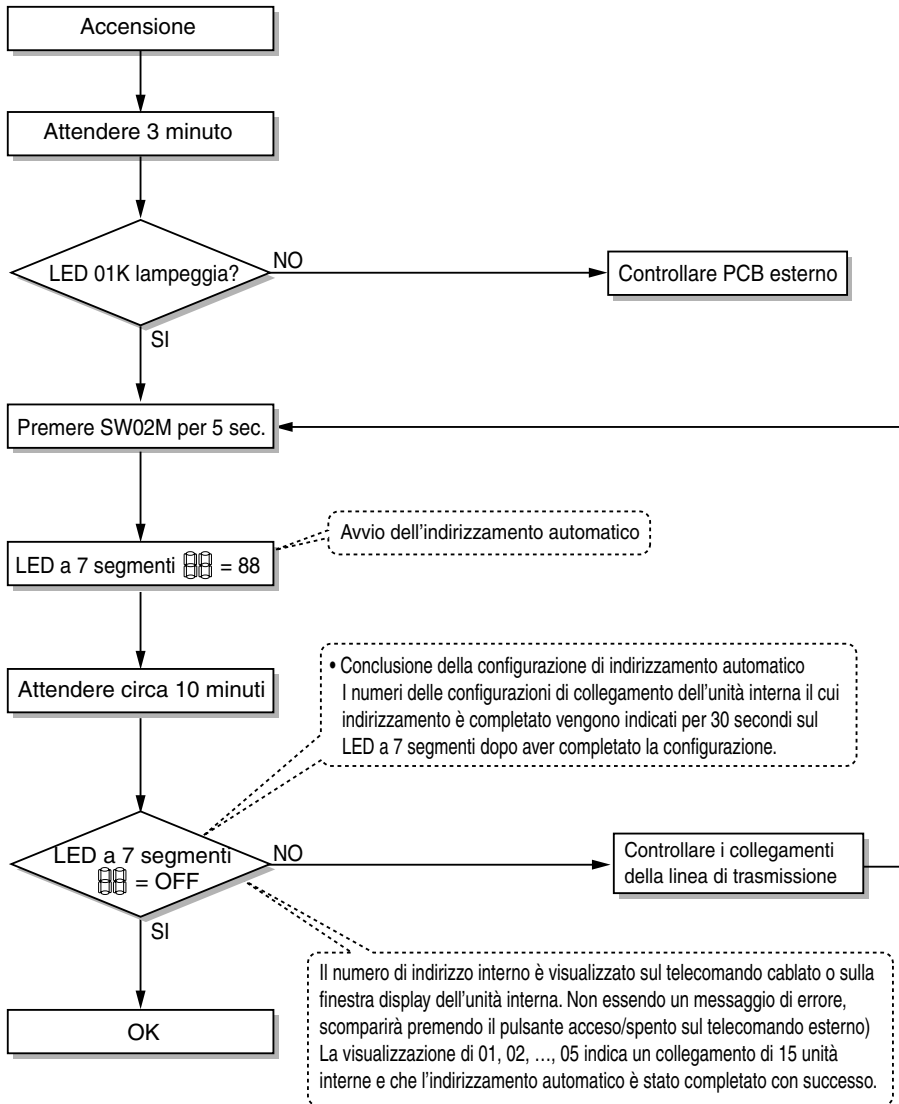 Accensione
Attendere 3 minuto
LED 01K lampeggia?
NO
Controllare PCB esterno
SI
Premere SW02M per 5 sec.
Avvio dell'indirizzamento automatico
LED a 7 segmenti 88 = 88
Attendere circa 10 minuti
• Conclusione della configurazione di indirizzamento automatico
I numeri delle configurazioni di collegamento dell'unità interna il cui
indirizzamento è completato vengono indicati per 30 secondi sul
LED a 7 segmenti dopo aver completato la configurazione.
LED a 7 segmenti
88 = OFF
NO
Controllare i collegamenti
della linea di trasmissione
SI
OK
Il numero di indirizzo interno è visualizzato sul telecomando cablato o sulla
finestra display dell'unità interna. Non essendo un messaggio di errore,
scomparirà premendo il pulsante acceso/spento sul telecomando esterno)
La visualizzazione di 01, 02, ..., 05 indica un collegamento di 15 unità
interne e che l'indirizzamento automatico è stato completato con successo.